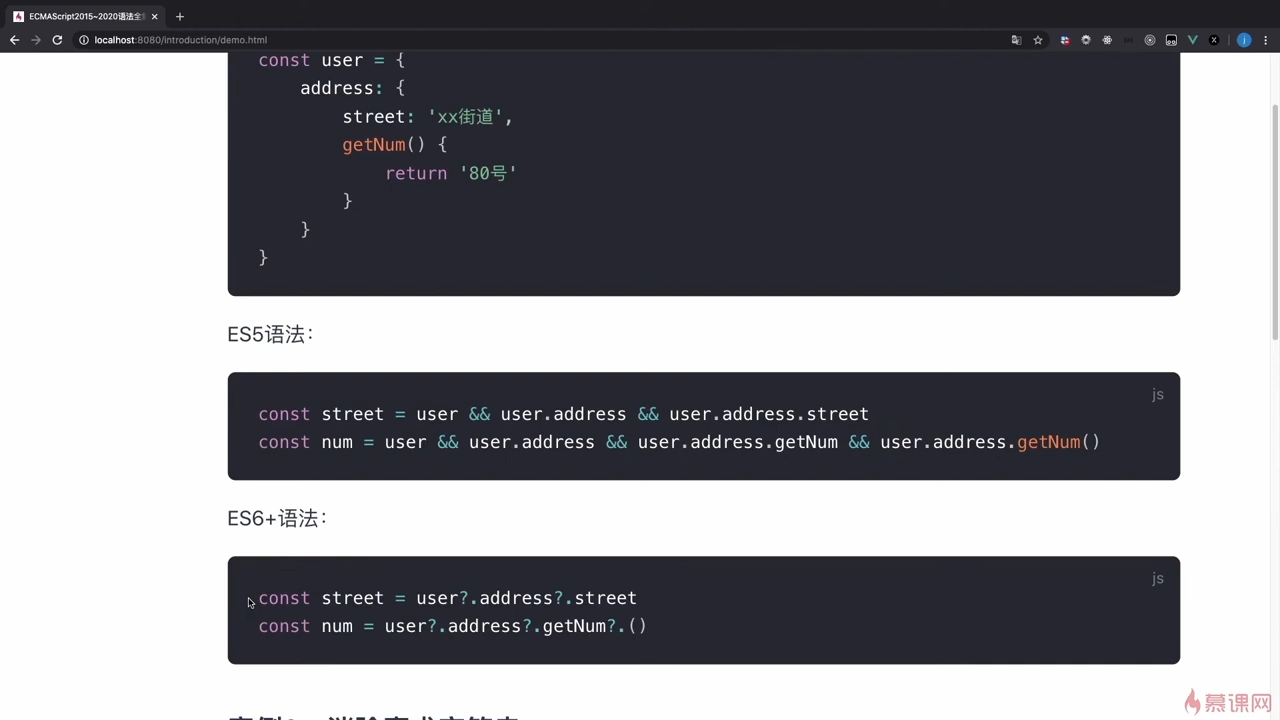 ECMAScript2015~2020语法全
localhost:8080/introduction/demo.html
const user = {
address: {
street: 'xx街道',
getNum() {
return '80号'
}
}
}
ES5语法：
js
const street = user && user.address && user.address.street
const num = user && user.address && user.address.getNum && user.address.getNum()
ES6+语法：
js
const street = user?.address?.street
const num = user?.address?.getNum?.()
慕课网